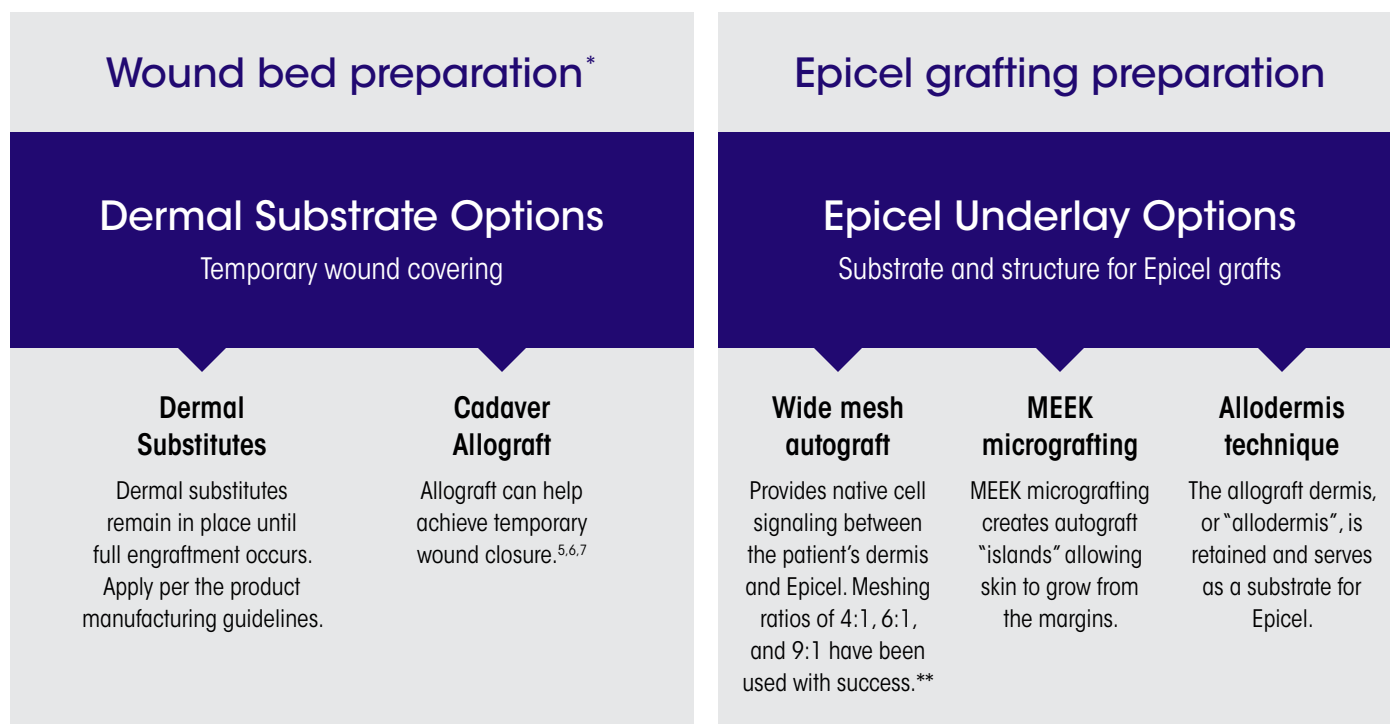 Wound bed preparation*
Dermal Substrate Options
Temporary wound covering
Dermal
Substitutes
Dermal substitutes
remain in place until
full engraftment occurs.
Apply per the product
manufacturing guidelines.
Cadaver
Allograft
Allograft can help
achieve temporary
wound closure.5,6,7
Epicel grafting preparation
Epicel Underlay Options
Substrate and structure for Epicel grafts
Wide mesh
autograft
Provides native cell
signaling between
the patient’s dermis
and Epicel. Meshing
ratios of 4:1, 6:1,
and 9:1 have been
used with success.**
MEEK
micrografting
MEEK micrografting
creates autograft
“islands” allowing
skin to grow from
the margins.
Allodermis
technique
The allograft dermis,
or “allodermis”, is
retained and serves
as a substrate for
Epicel.